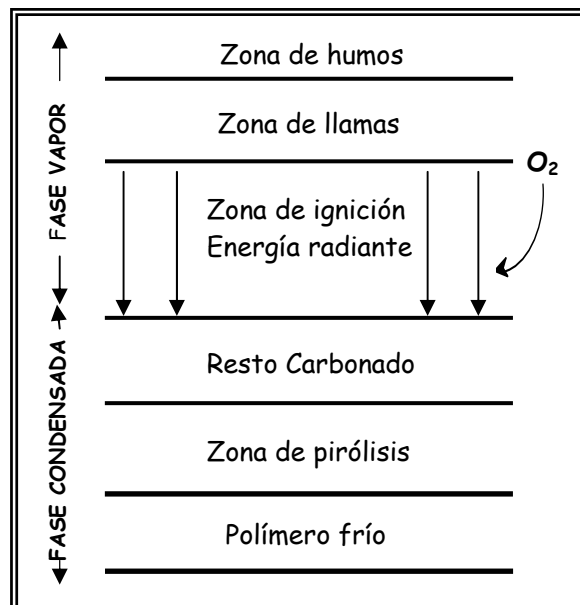 Zona de humos
Zona de llamas
O₂
Zona de ignición
Energía radiante
Resto Carbonado
Zona de pirólisis
Polímero frío
FASE VAPOR
FASE CONDENSADA